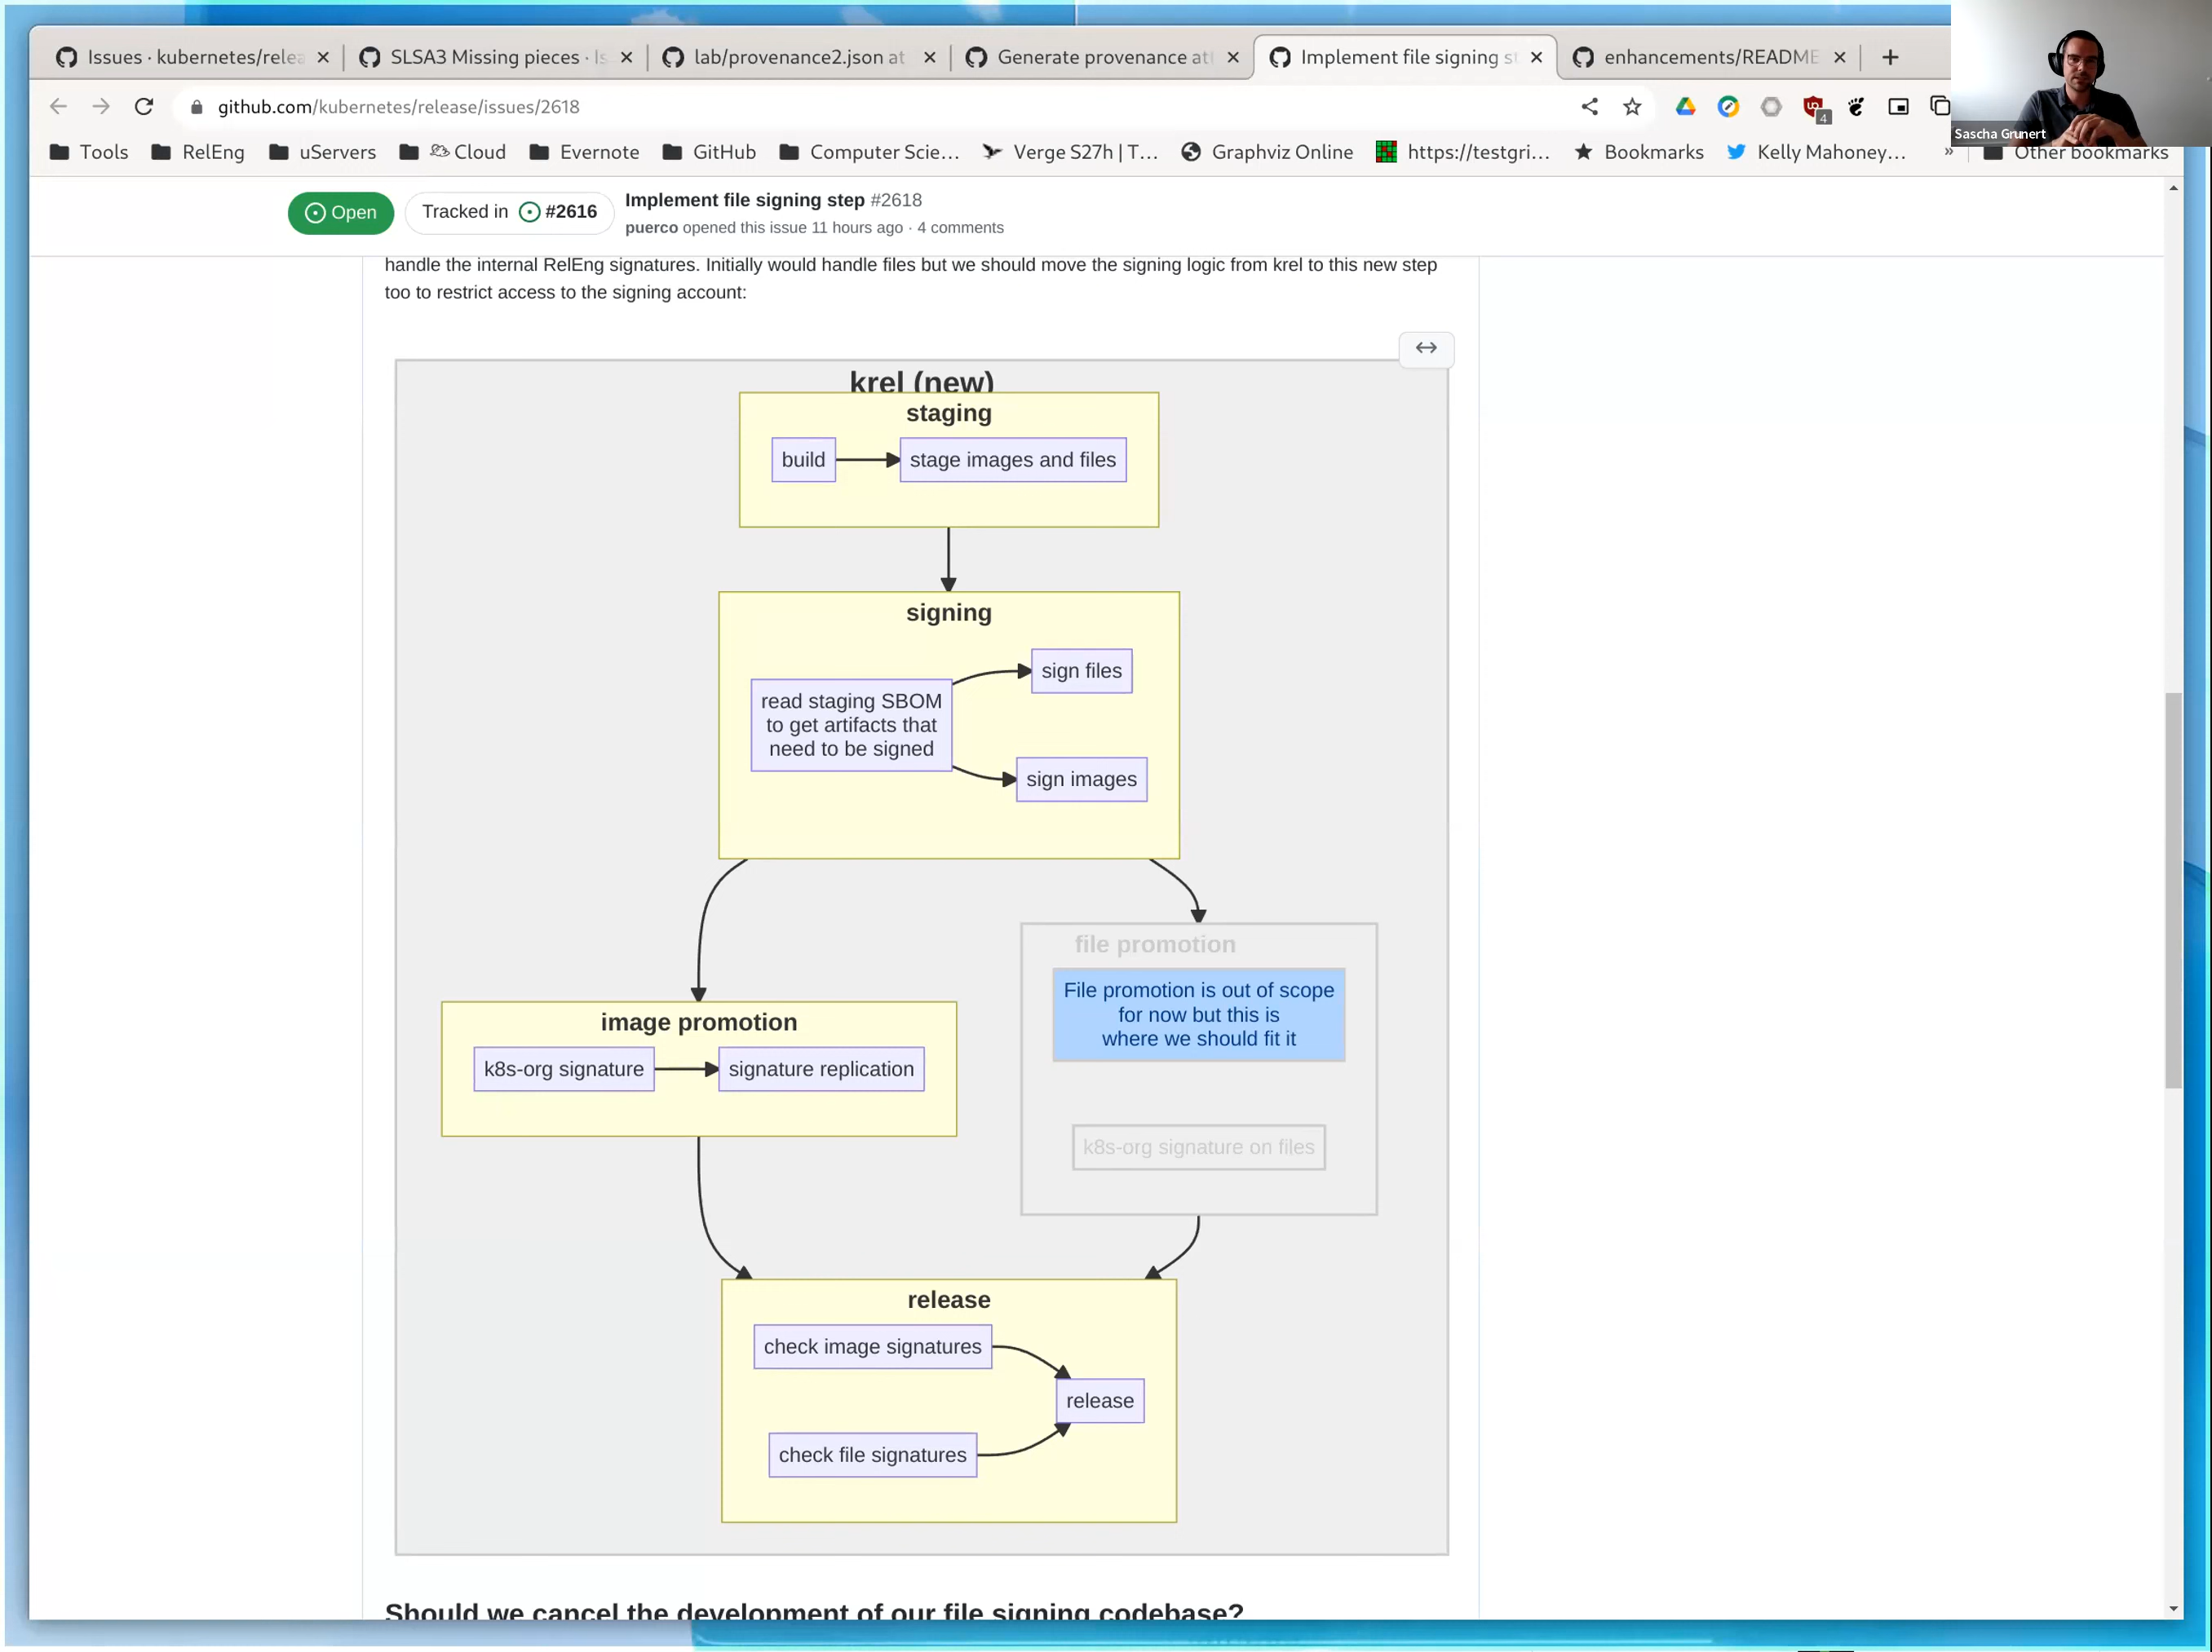 Issues · kubernetes/relea
SLSA3 Missing pieces · Is
lab/provenance2.json at
Generate provenance att
Implement file signing st
enhancements/README
github.com/kubernetes/release/issues/2618
4
Sascha Grunert
Tools
RelEng
uServers
Cloud
Evernote
GitHub
Computer Scie...
Verge S27h | T...
Graphviz Online
https://testgri...
Bookmarks
Kelly Mahoney...
»
Other bookmarks
Open
Tracked in #2616
Implement file signing step #2618
puerco opened this issue 11 hours ago · 4 comments
handle the internal RelEng signatures. Initially would handle files but we should move the signing logic from krel to this new step
too to restrict access to the signing account:
krel (new)
staging
build
stage images and files
signing
read staging SBOM
to get artifacts that
need to be signed
sign files
sign images
file promotion
File promotion is out of scope
for now but this is
where we should fit it
k8s-org signature on files
image promotion
k8s-org signature
signature replication
release
check image signatures
release
check file signatures
Should we cancel the development of our file signing codebase?